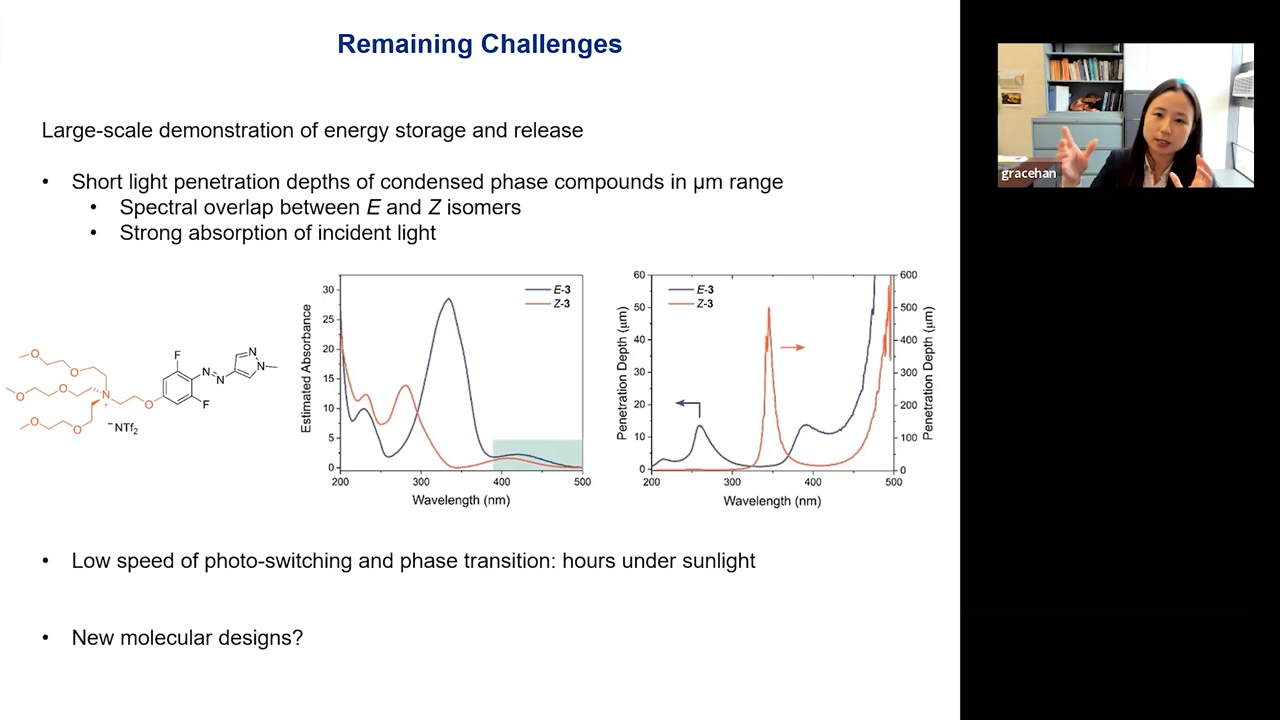 Remaining Challenges
Large-scale demonstration of energy storage and release
• Short light penetration depths of condensed phase compounds in μm range
• Spectral overlap between E and Z isomers
• Strong absorption of incident light
O
O
O
O
O
O
N
+
O
F
F
N
N
N
N
⁻NTf₂
Estimated Absorbance
30
25
20
15
10
5
0
200
300
400
500
Wavelength (nm)
E-3
Z-3
Penetration Depth (μm)
60
50
40
30
20
10
0
200
300
400
500
Wavelength (nm)
E-3
Z-3
600
500
400
300
200
100
0
Penetration Depth (μm)
• Low speed of photo-switching and phase transition: hours under sunlight
• New molecular designs?
gracehan